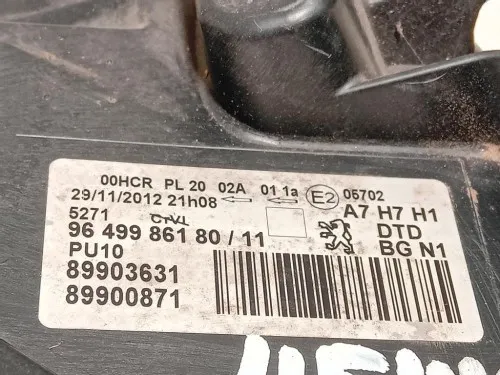 00HCR PL 20 02A 01 1a E2 05702
29/11/2012 21h08 A7 H7 H1
5271 DTD
96 499 861 80 / 11 BG N1
PU10
89903631
89900871